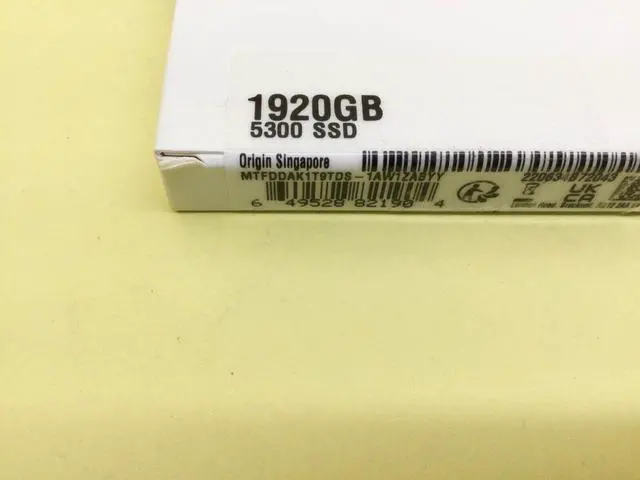 1920GB
5300 SSD
Origin Singapore
MTFDDAK1T9TDS-1AW1ZABYY
6 49528 82190 4
UK
CA